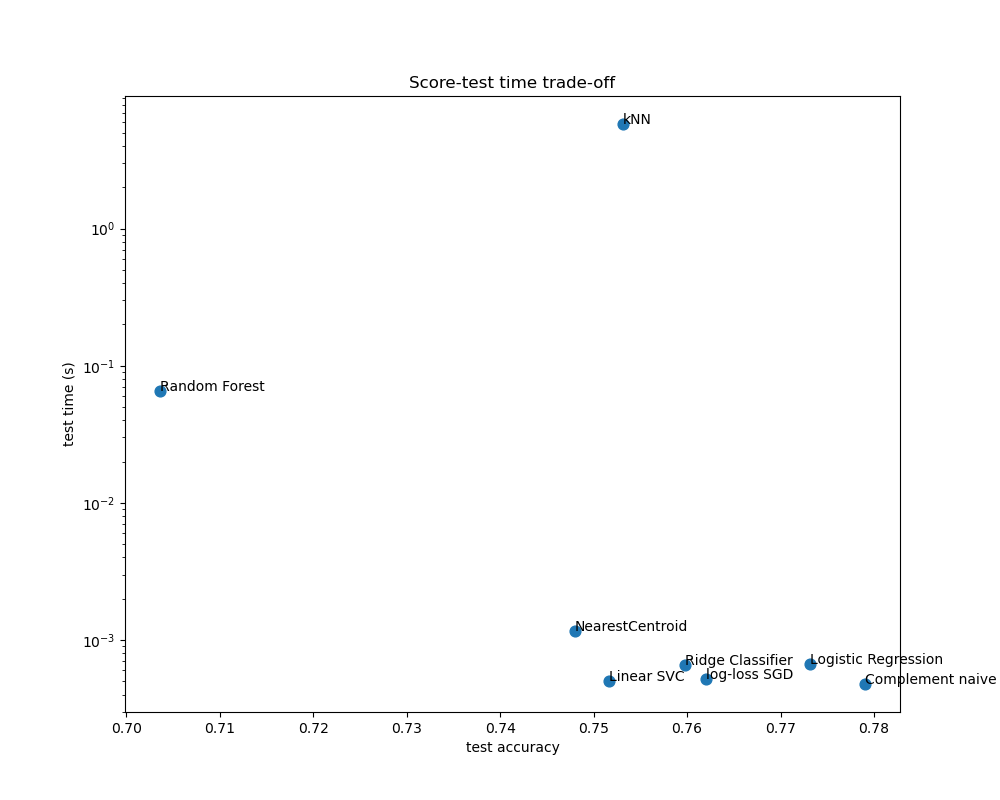 Score-test time trade-off
kNN
10⁰
10⁻¹
Random Forest
test time (s)
10⁻²
10⁻³
NearestCentroid
Ridge Classifier
Logistic Regression
Linear SVC
log-loss SGD
Complement naive
0.70 0.71 0.72 0.73 0.74 0.75 0.76 0.77 0.78
test accuracy